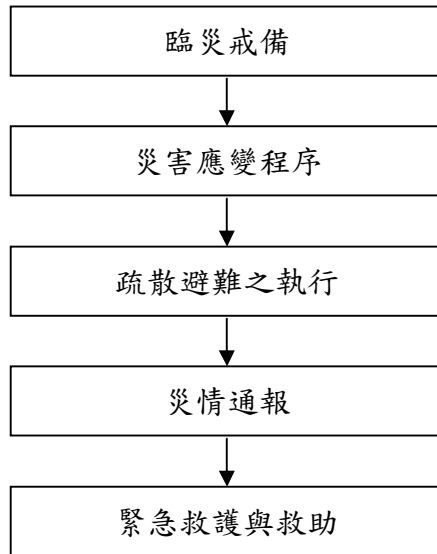 臨災戒備
災害應變程序
疏散避難之執行
災情通報
緊急救護與救助